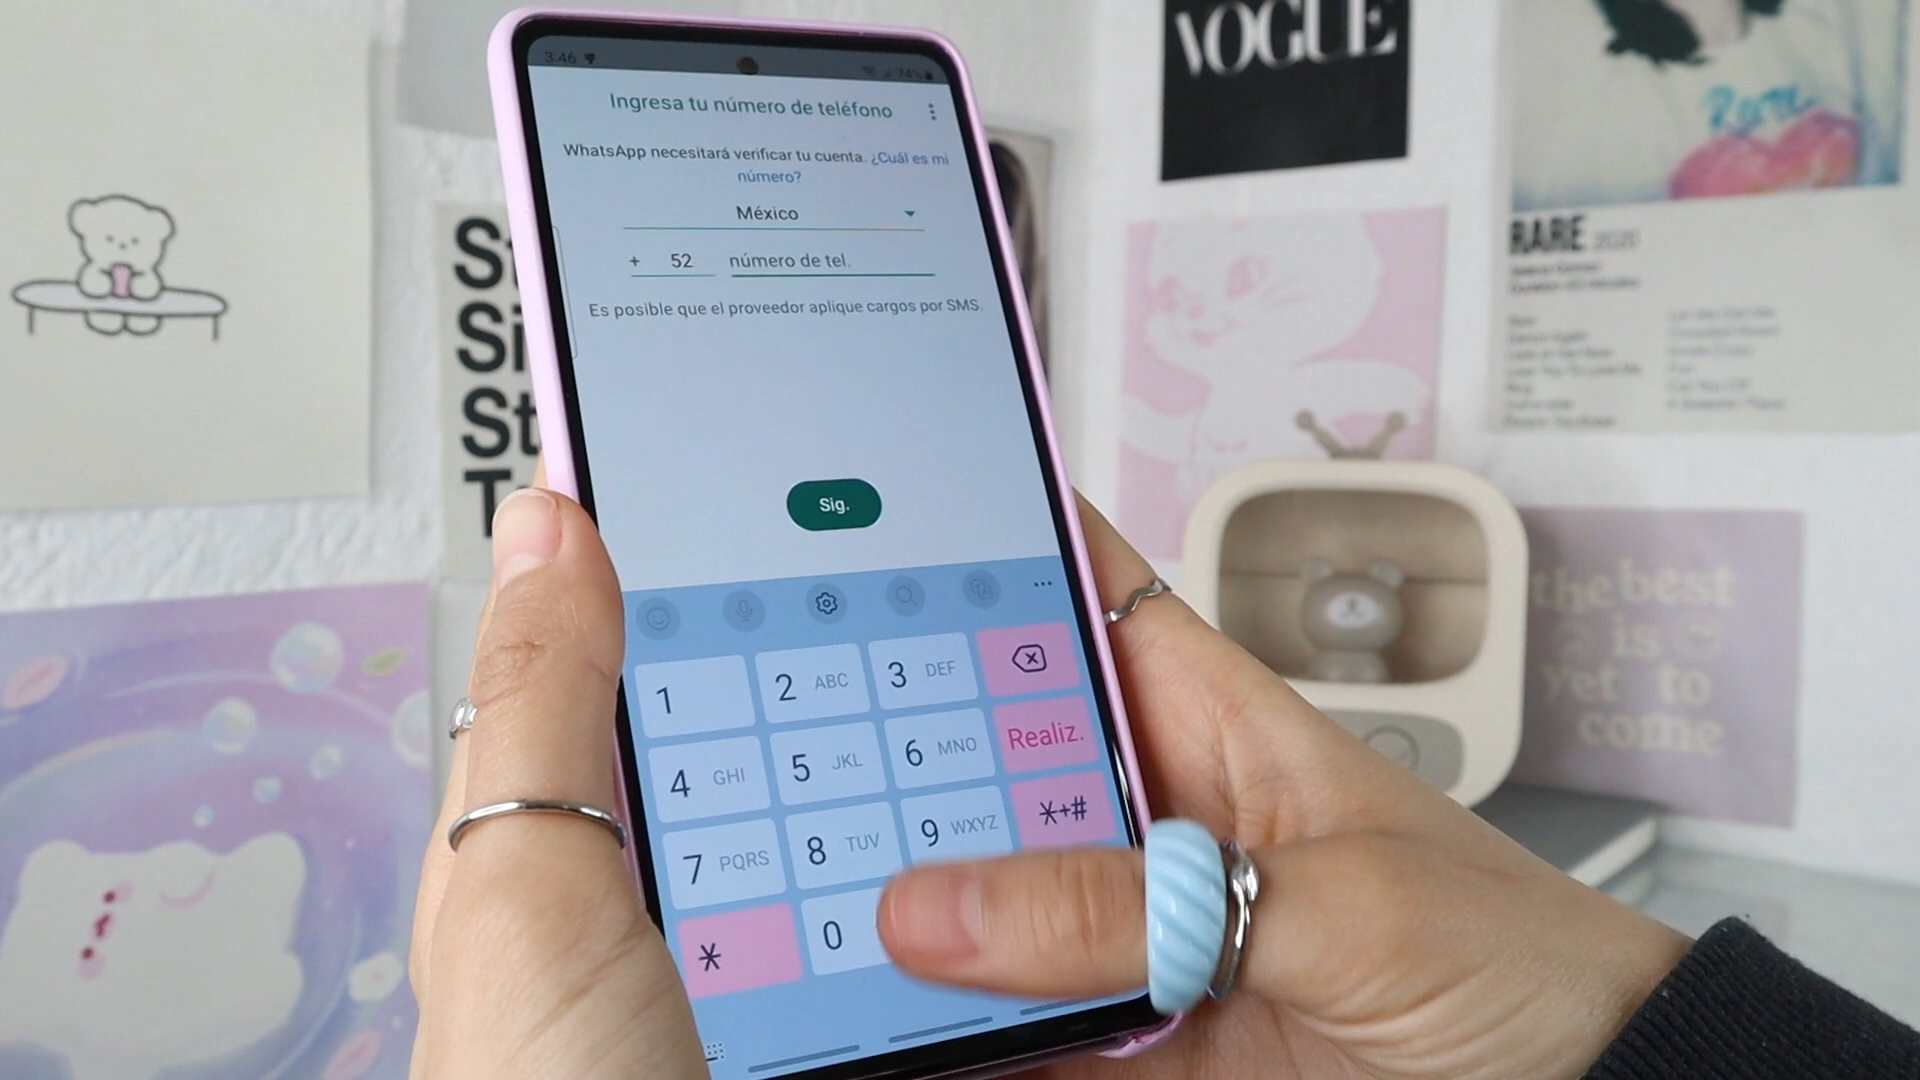 3:46
74%
Ingresa tu número de teléfono
WhatsApp necesitará verificar tu cuenta. ¿Cuál es mi
número?
México
+ 52 número de tel.
Es posible que el proveedor aplique cargos por SMS.
Sig.
1
2 ABC
3 DEF
4 GHI
5 JKL
6 MNO
Realiz.
7 PQRS
8 TUV
9 WXYZ
*+#
*
0
VOGUE
Rare
RARE 2020
the best
is
yet to
come